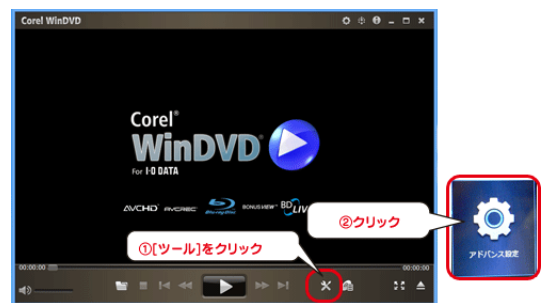 Corel WinDVD
Corel®
WinDVD
For I-O DATA
AVCHD AVCREC Blu-ray Disc BONUSVIEW™ BD LIVE
②クリック
アドバンス設定
①[ツール]をクリック
00:00:00 00:00:00